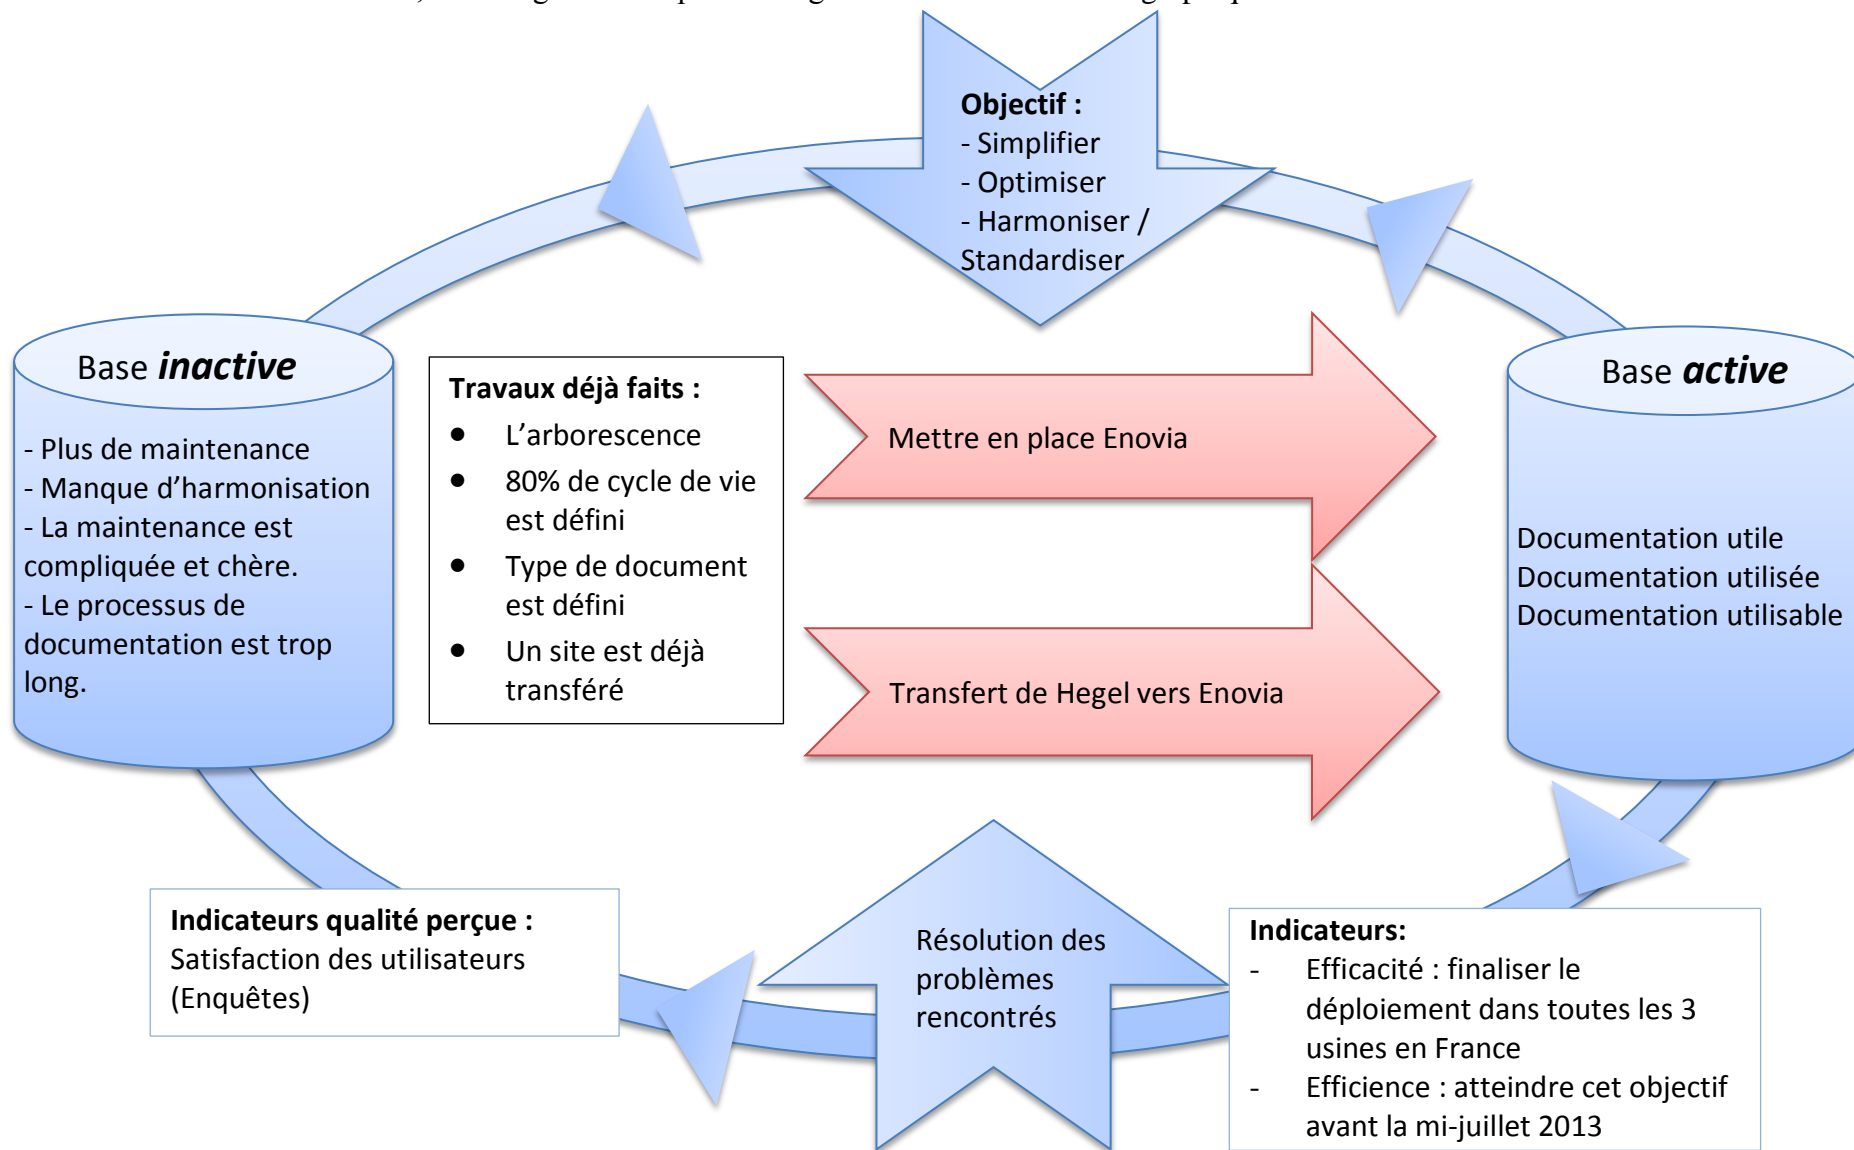 Objectif :
- Simplifier
- Optimiser
- Harmoniser /
Standardiser
Base inactive
- Plus de maintenance
- Manque d’harmonisation
- La maintenance est
compliquée et chère.
- Le processus de
documentation est trop
long.
Travaux déjà faits :
● L’arborescence
● 80% de cycle de vie
est défini
● Type de document
est défini
● Un site est déjà
transféré
Mettre en place Enovia
Transfert de Hegel vers Enovia
Base active
Documentation utile
Documentation utilisée
Documentation utilisable
Indicateurs qualité perçue :
Satisfaction des utilisateurs
(Enquêtes)
Résolution des
problèmes
rencontrés
Indicateurs:
- Efficacité : finaliser le
déploiement dans toutes les 3
usines en France
- Efficience : atteindre cet objectif
avant la mi-juillet 2013